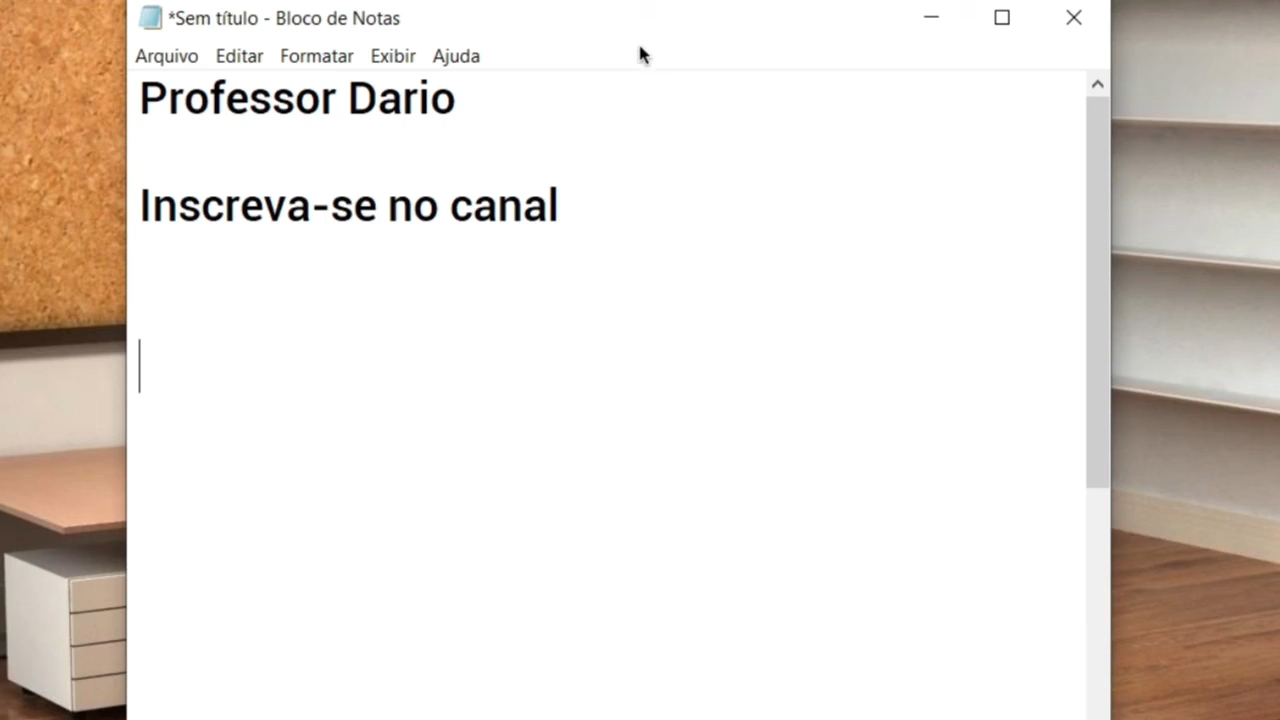 *Sem título - Bloco de Notas
Arquivo Editar Formatar Exibir Ajuda
Professor Dario
Inscreva-se no canal